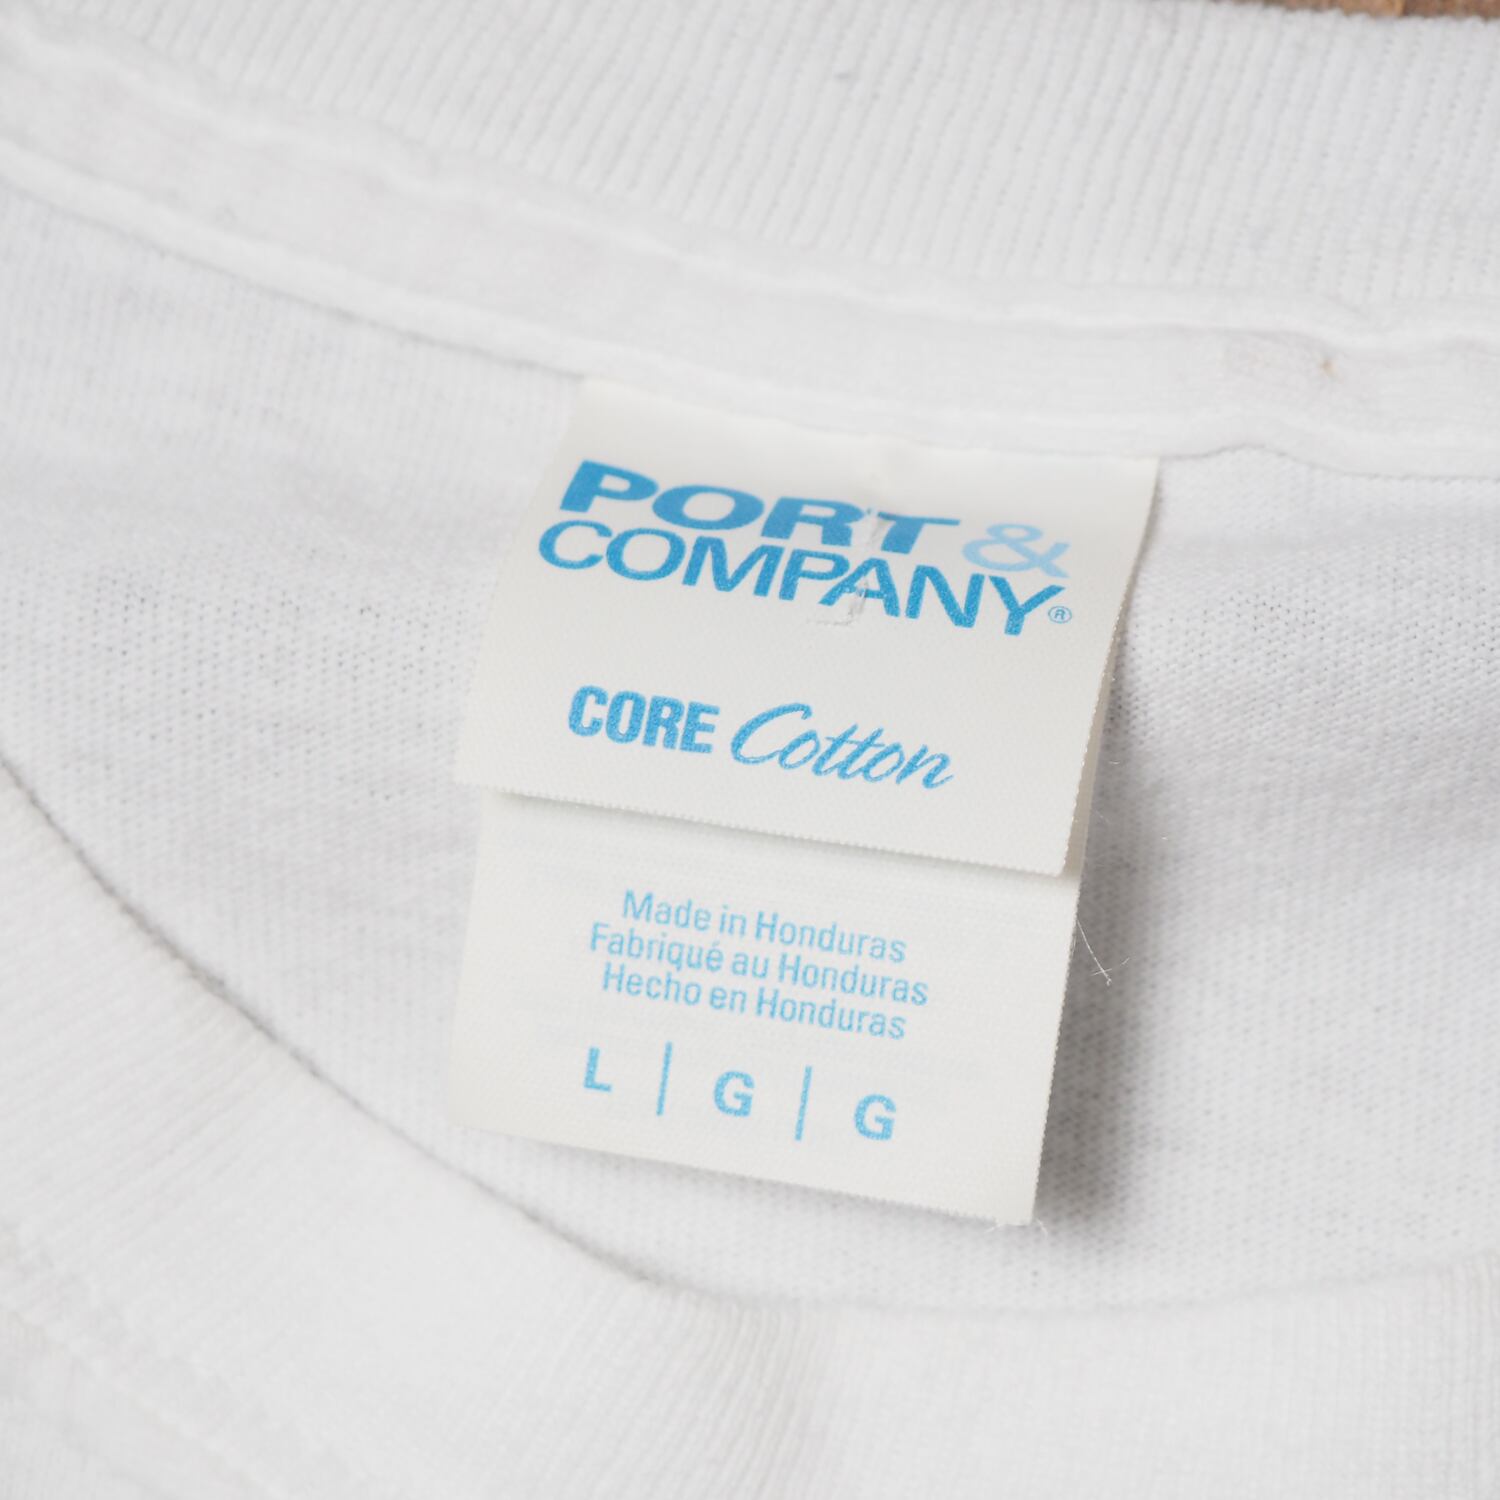 PORT &
COMPANY®
CORE Cotton
Made in Honduras
Fabriqué au Honduras
Hecho en Honduras
L | G | G